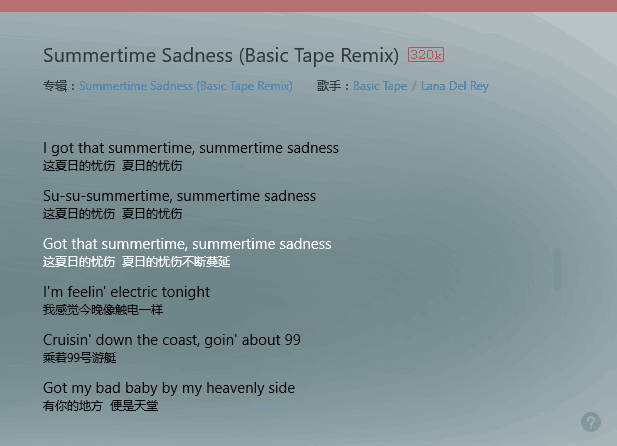 Summertime Sadness (Basic Tape Remix) 320k
专辑：Summertime Sadness (Basic Tape Remix) 歌手：Basic Tape / Lana Del Rey
I got that summertime, summertime sadness
这夏日的忧伤 夏日的忧伤
Su-su-summertime, summertime sadness
这夏日的忧伤 夏日的忧伤
Got that summertime, summertime sadness
这夏日的忧伤 夏日的忧伤不断蔓延
I'm feelin' electric tonight
我感觉今晚像触电一样
Cruisin' down the coast, goin' about 99
乘着99号游艇
Got my bad baby by my heavenly side
有你的地方 便是天堂
?